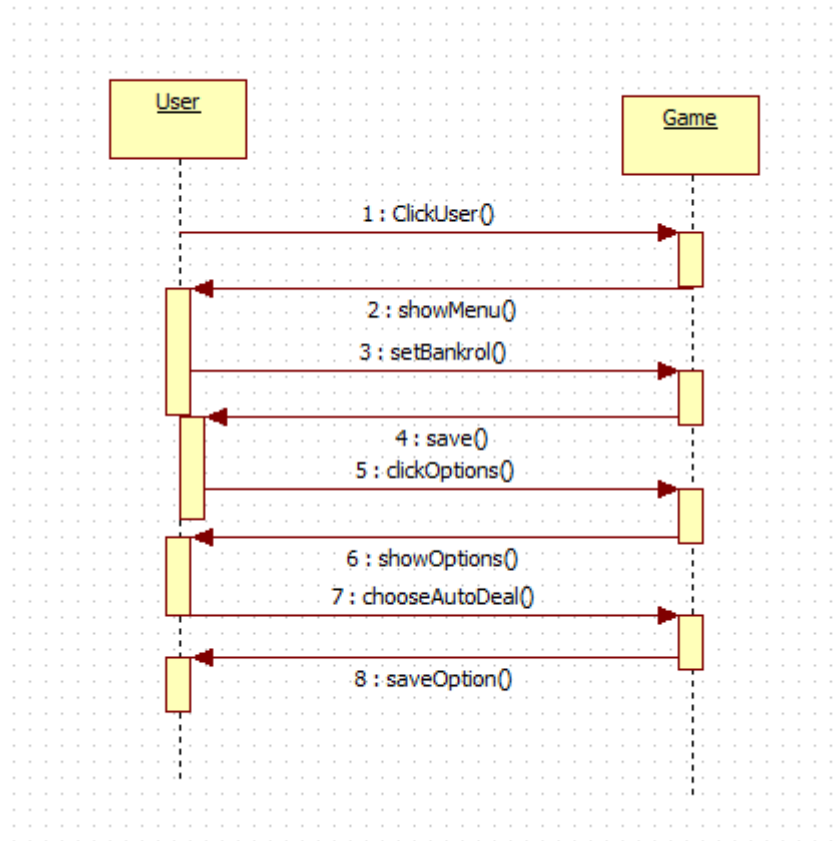 User
Game
1 : ClickUser()
2 : showMenu()
3 : setBankrol()
4 : save()
5 : clickOptions()
6 : showOptions()
7 : chooseAutoDeal()
8 : saveOption()